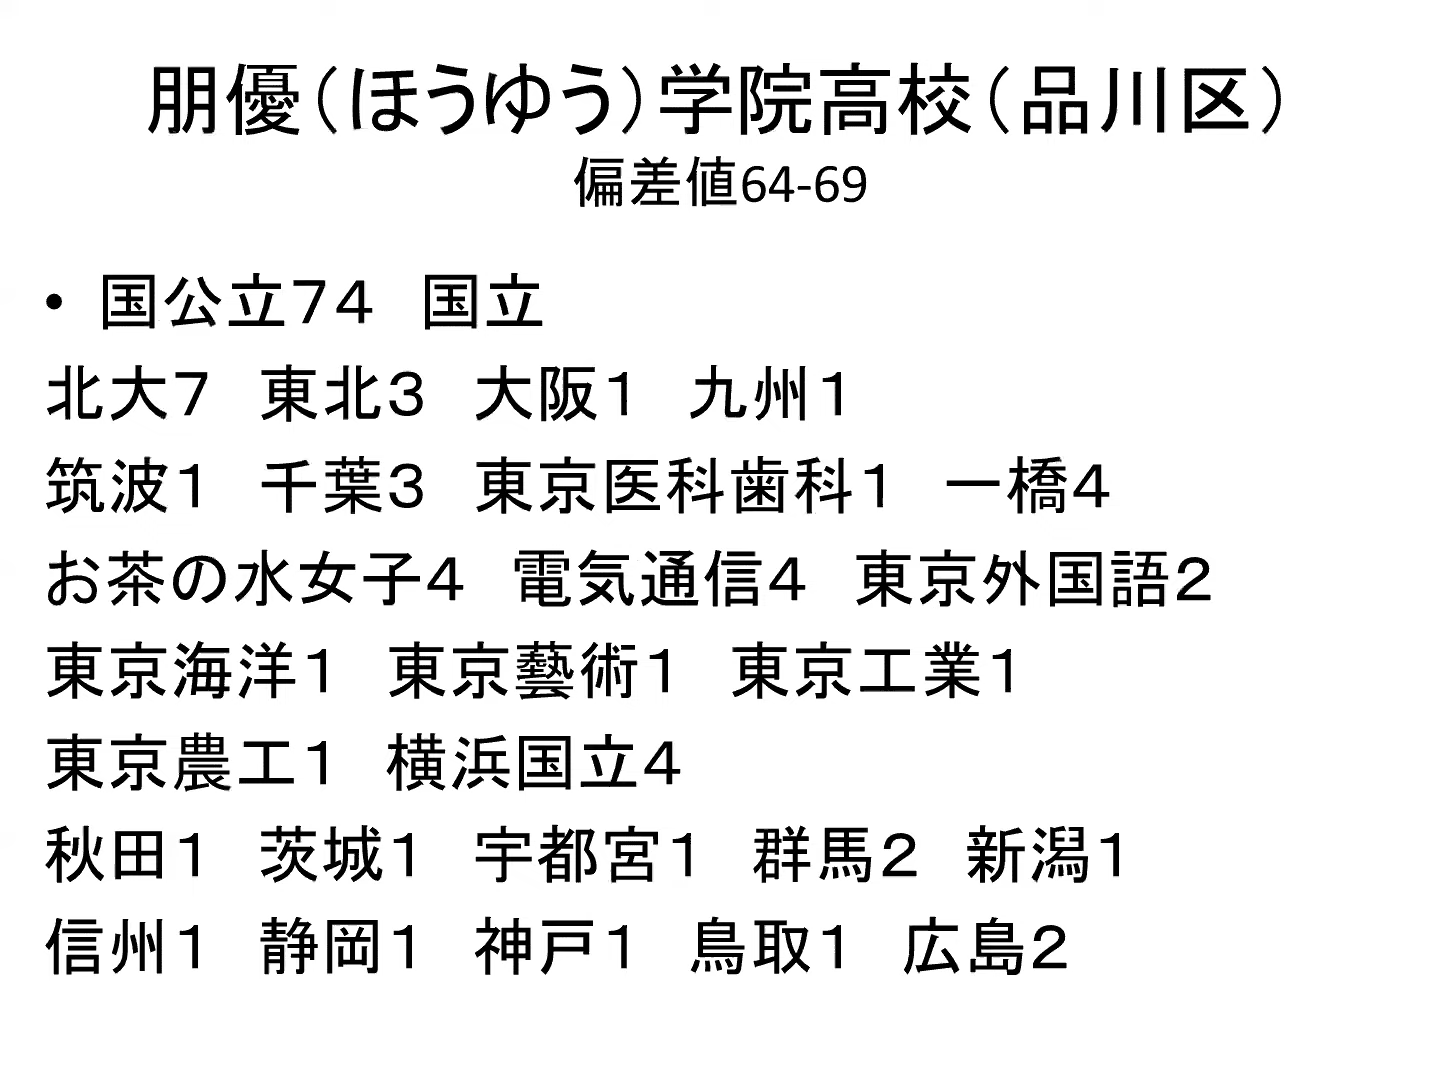 朋優(ほうゆう)学院高校(品川区)
偏差値64-69
• 国公立７４　国立
北大７　東北３　大阪１　九州１
筑波１　千葉３　東京医科歯科１　一橋４
お茶の水女子４　電気通信４　東京外国語２
東京海洋１　東京藝術１　東京工業１
東京農工１　横浜国立４
秋田１　茨城１　宇都宮１　群馬２　新潟１
信州１　静岡１　神戸１　鳥取１　広島２